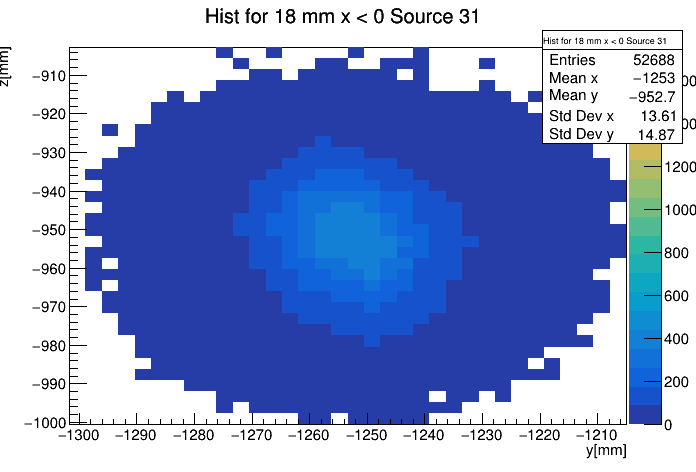 Hist for 18 mm x < 0 Source 31
z[mm]
Hist for 18 mm x < 0 Source 31
Entries 52688
Mean x −1253
Mean y −952.7
Std Dev x 13.61
Std Dev y 14.87
−910
−920
−930
−940
−950
−960
−970
−980
−990
−1000
−1300 −1290 −1280 −1270 −1260 −1250 −1240 −1230 −1220 −1210
y[mm]
1200
1000
800
600
400
200
0